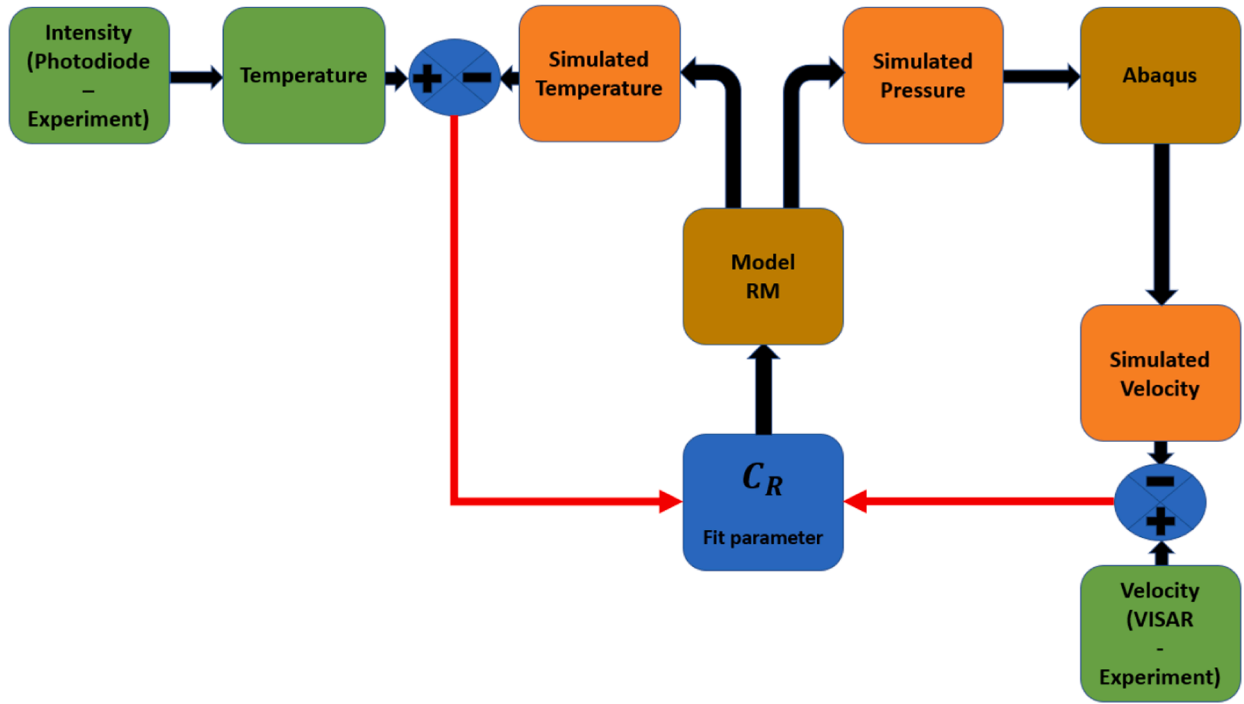 Intensity
(Photodiode
–
Experiment)
Temperature
+ −
Simulated
Temperature
Simulated
Pressure
Abaqus
Model
RM
Simulated
Velocity
C_R
Fit parameter
−
+
Velocity
(VISAR
-
Experiment)